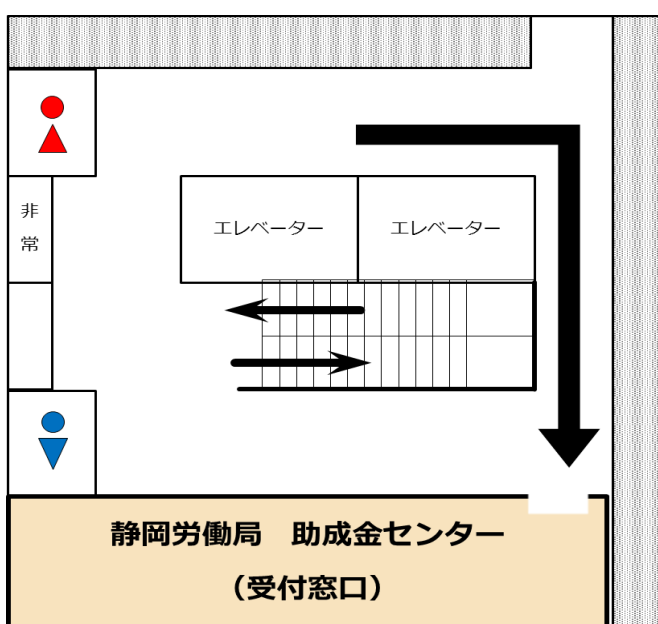 エレベーター
エレベーター
非
常
静岡労働局　助成金センター
（受付窓口）